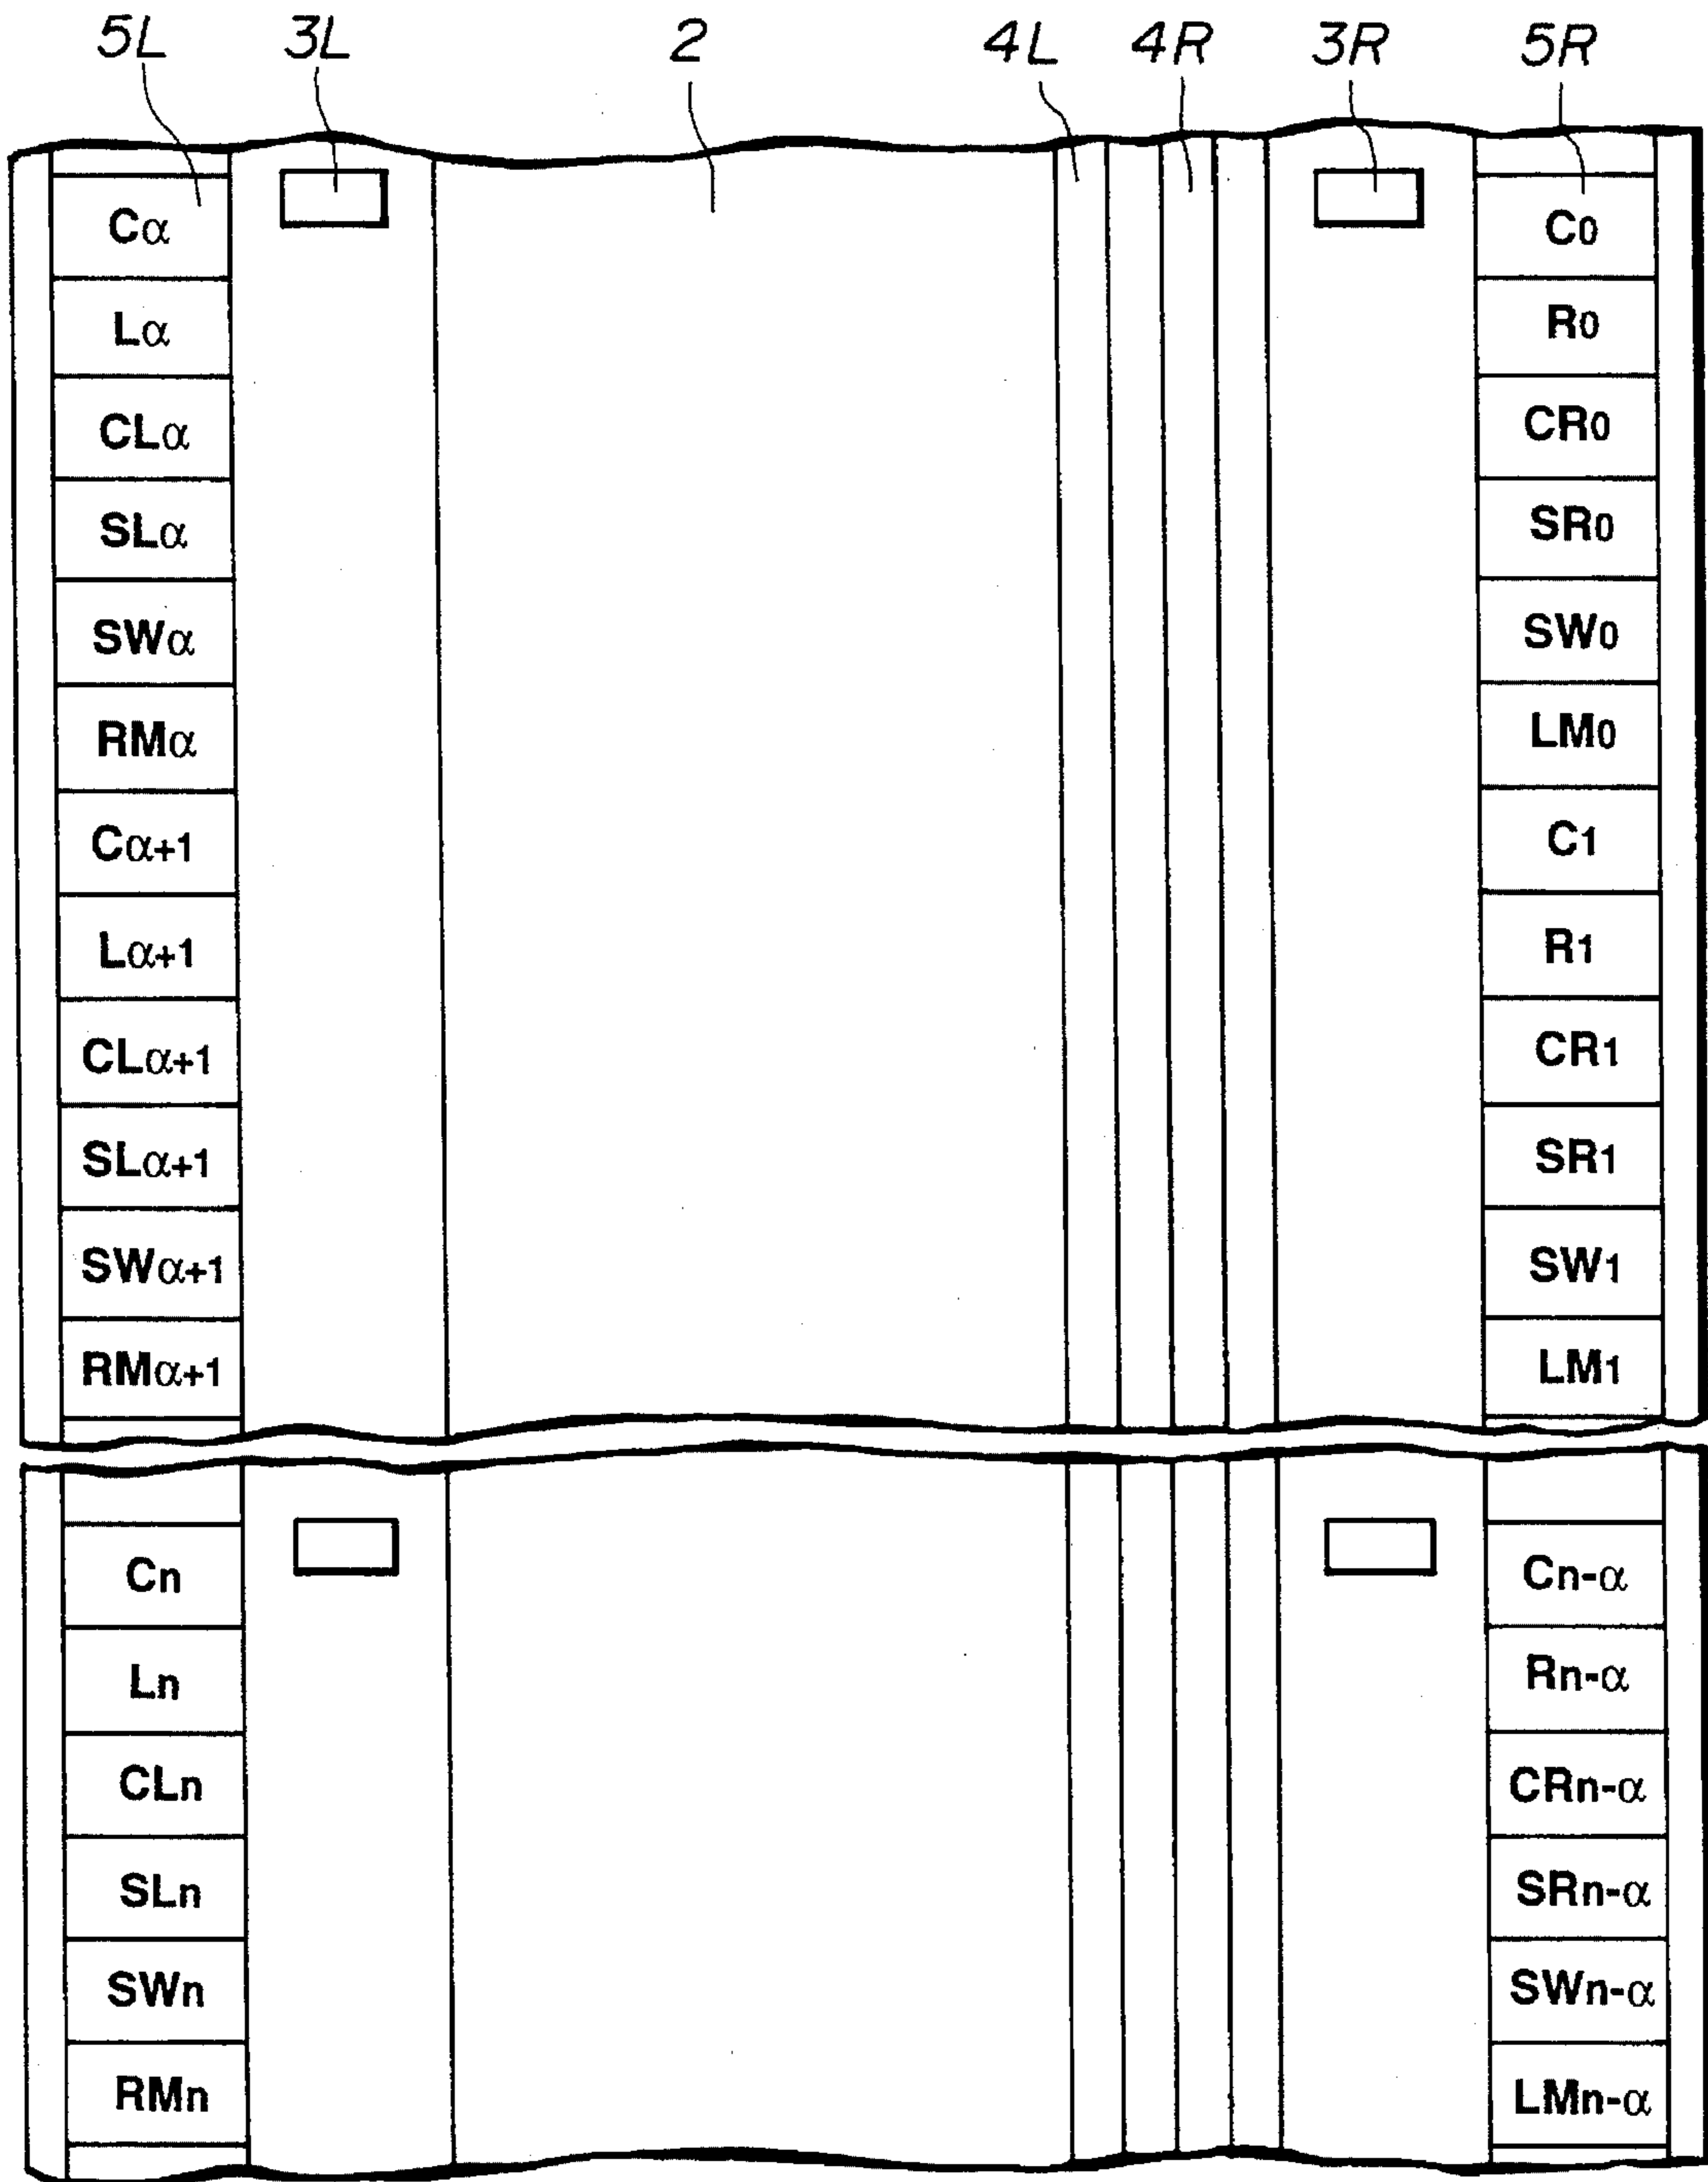 5L 3L 2 4L 4R 3R 5R
Cα C0
Lα R0
CLα CR0
SLα SR0
SWα SW0
RMα LM0
Cα+1 C1
Lα+1 R1
CLα+1 CR1
SLα+1 SR1
SWα+1 SW1
RMα+1 LM1
Cn Cn-α
Ln Rn-α
CLn CRn-α
SLn SRn-α
SWn SWn-α
RMn LMn-α